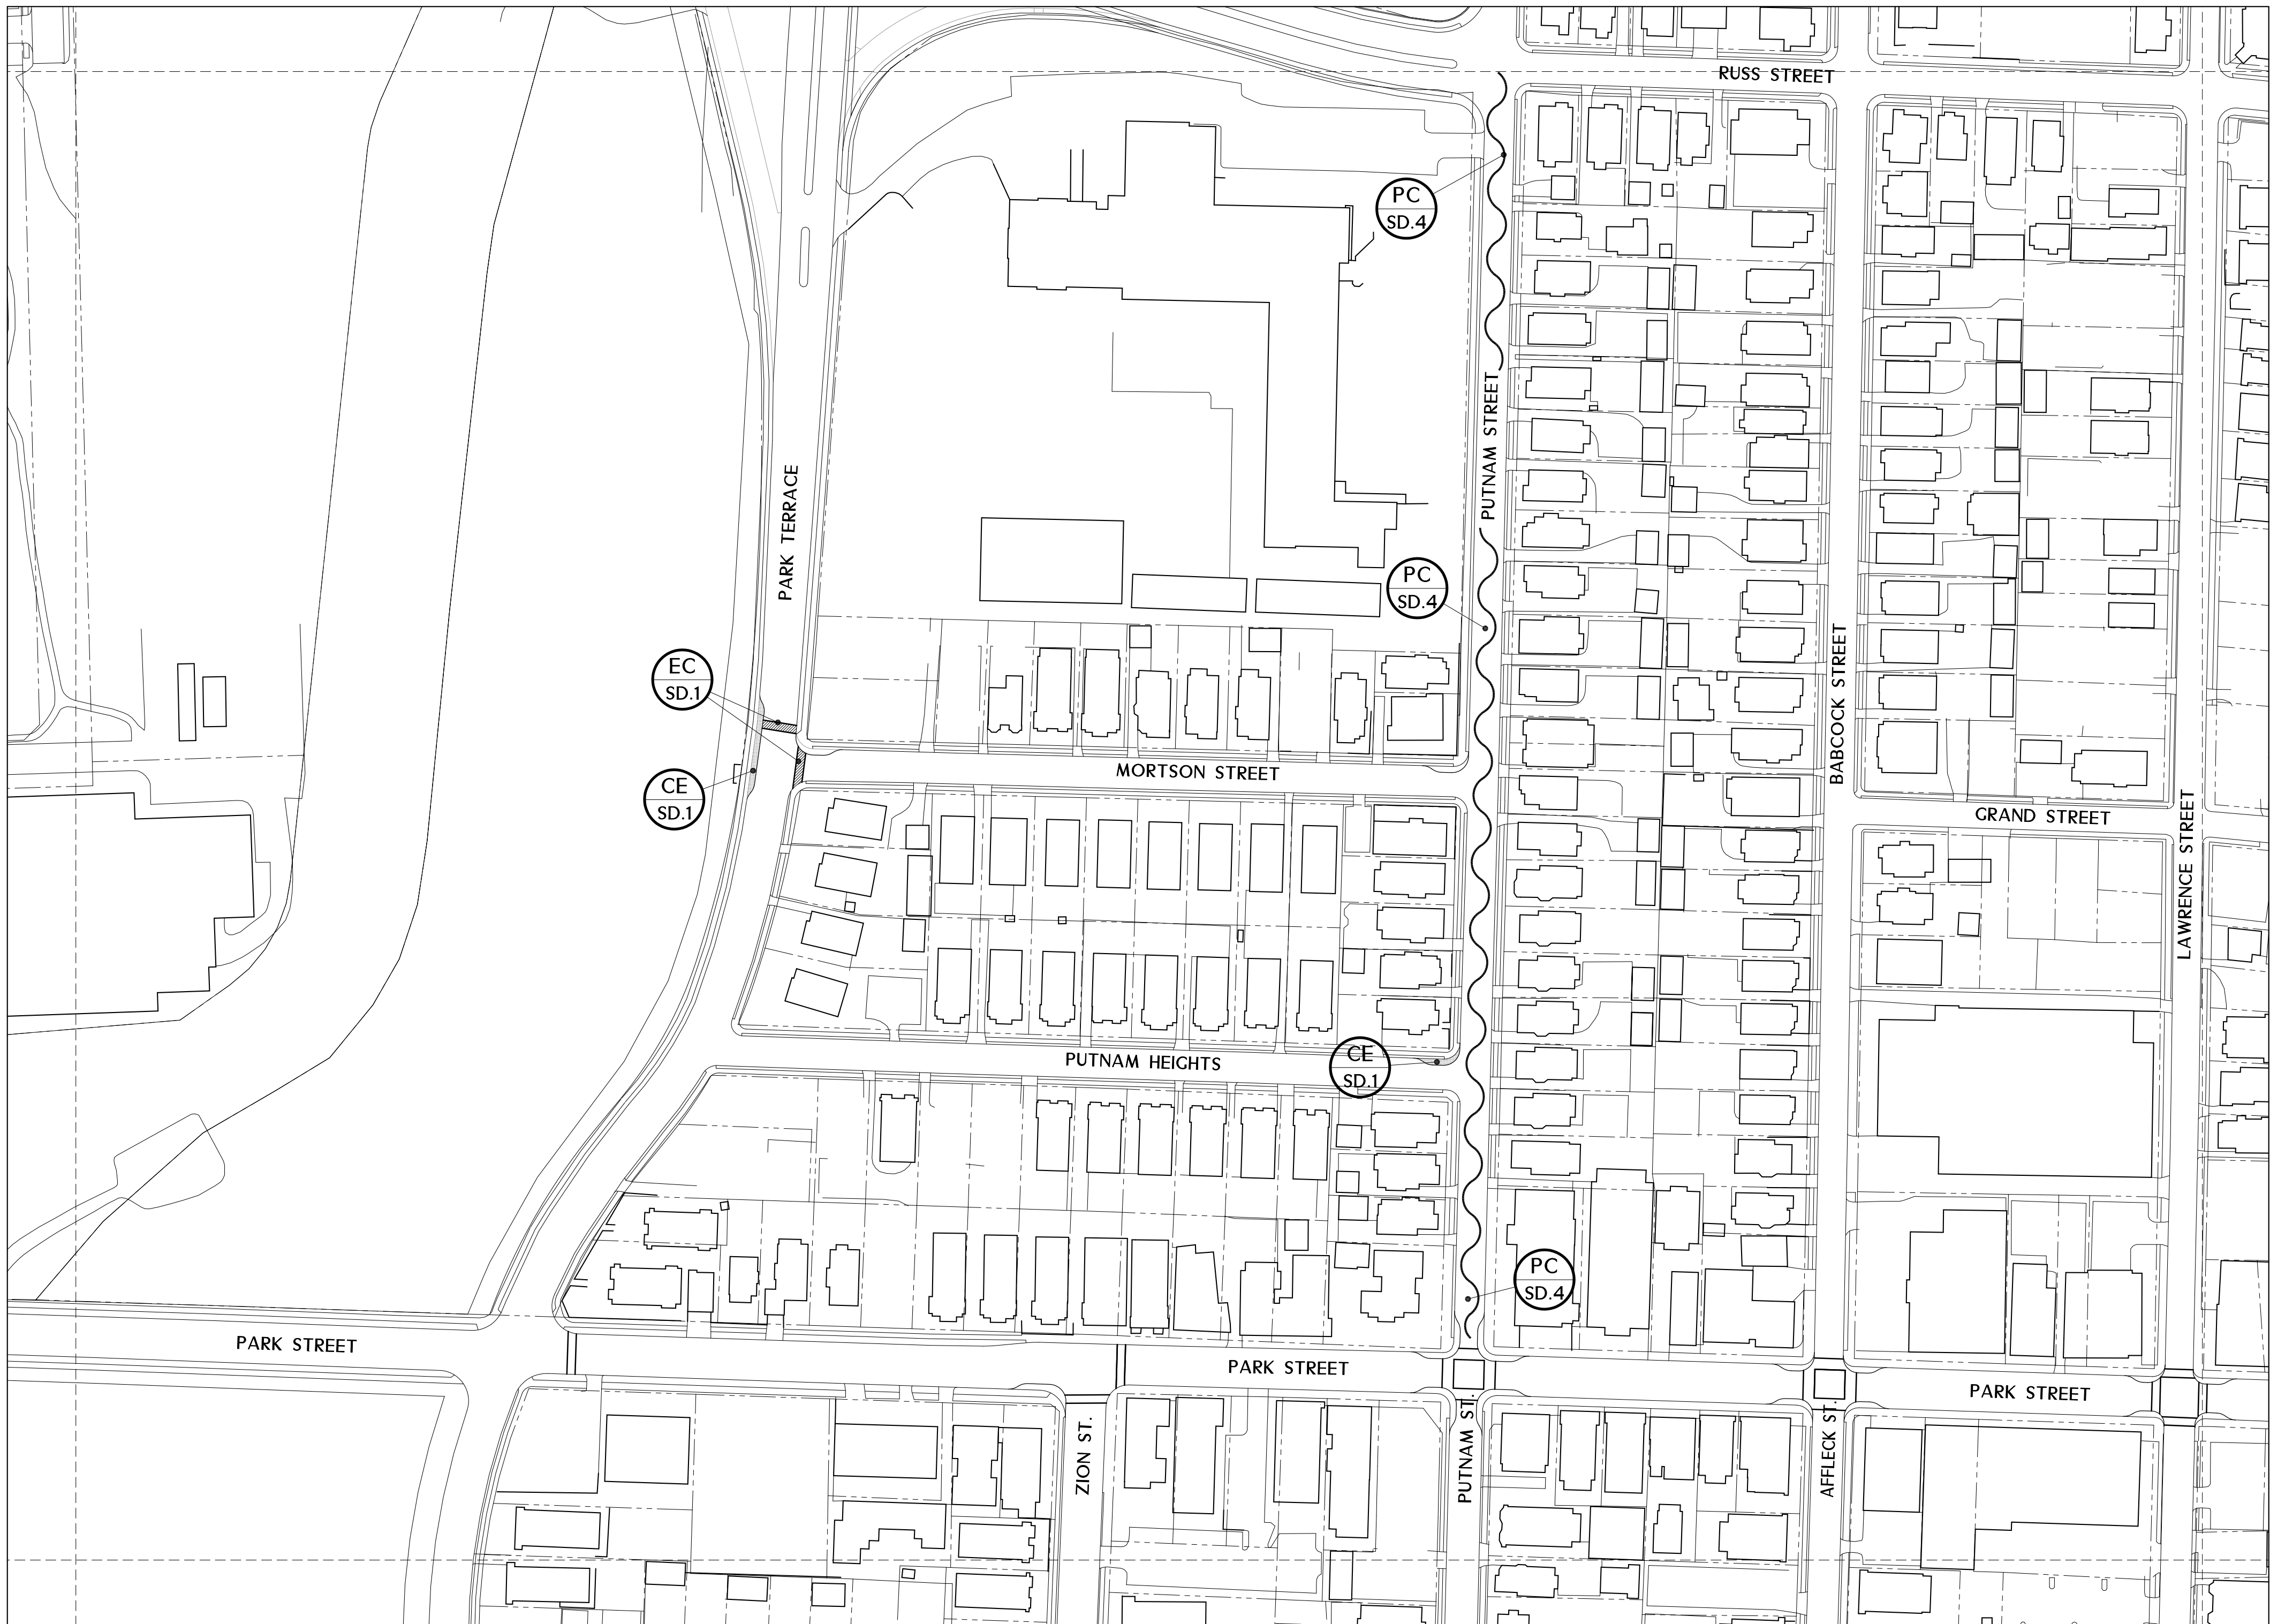 RUSS STREET
PC
SD.4
PUTNAM STREET
PARK TERRACE
PC
SD.4
EC
SD.1
BABCOCK STREET
CE
SD.1
MORTSON STREET
GRAND STREET
LAWRENCE STREET
PUTNAM HEIGHTS
CE
SD.1
PC
SD.4
PARK STREET
PARK STREET
PARK STREET
ZION ST.
PUTNAM ST.
AFFLECK ST.